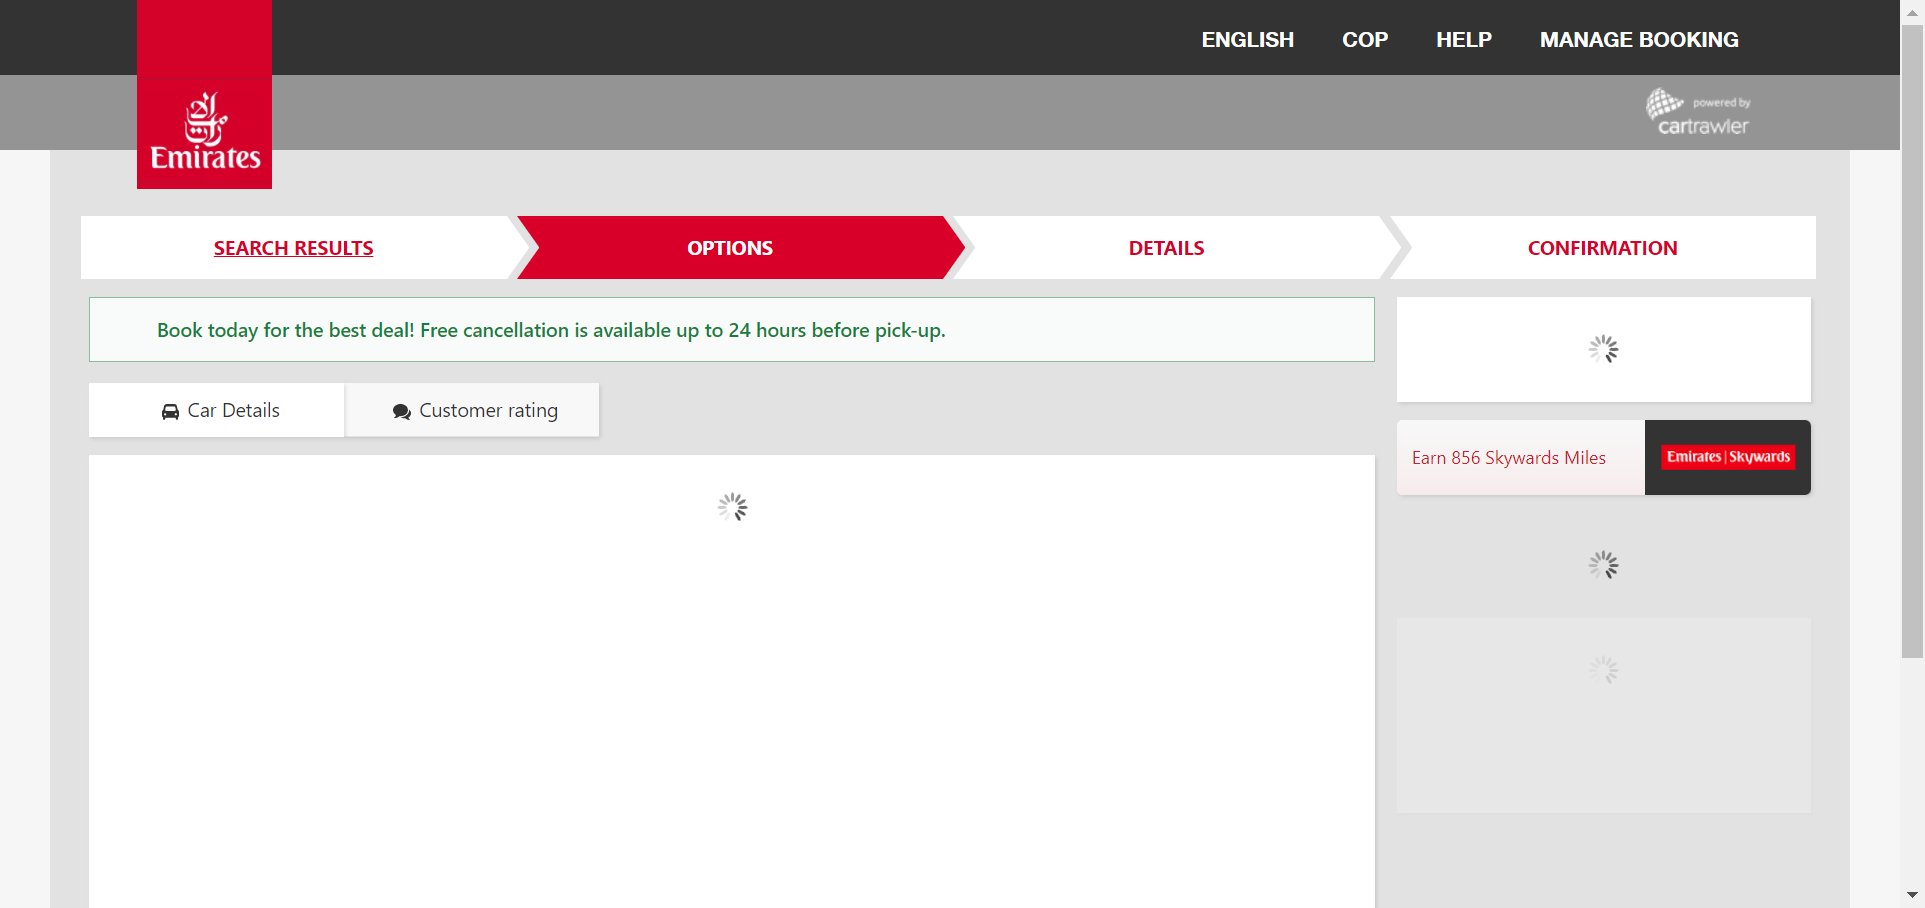 ENGLISH COP HELP MANAGE BOOKING
Emirates
powered by
cartrawler
SEARCH RESULTS OPTIONS DETAILS CONFIRMATION
Book today for the best deal! Free cancellation is available up to 24 hours before pick-up.
Car Details Customer rating
Earn 856 Skywards Miles Emirates | Skywards